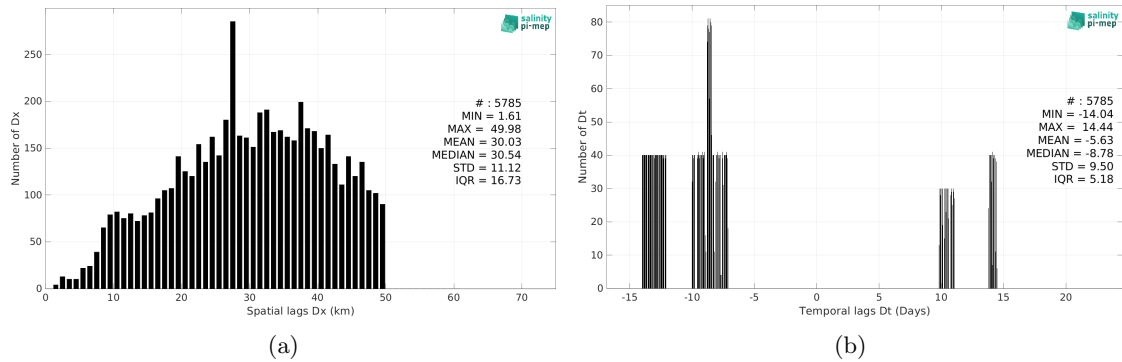 salinity
pi-mep
250
200
150
100
50
0
Number of Dx
# : 5785
MIN = 1.61
MAX = 49.98
MEAN = 30.03
MEDIAN = 30.54
STD = 11.12
IQR = 16.73
0 10 20 30 40 50 60 70
Spatial lags Dx (km)
(a)
salinity
pi-mep
80
70
60
50
40
30
20
10
0
Number of Dt
# : 5785
MIN = -14.04
MAX = 14.44
MEAN = -5.63
MEDIAN = -8.78
STD = 9.50
IQR = 5.18
-15 -10 -5 0 5 10 15 20
Temporal lags Dt (Days)
(b)